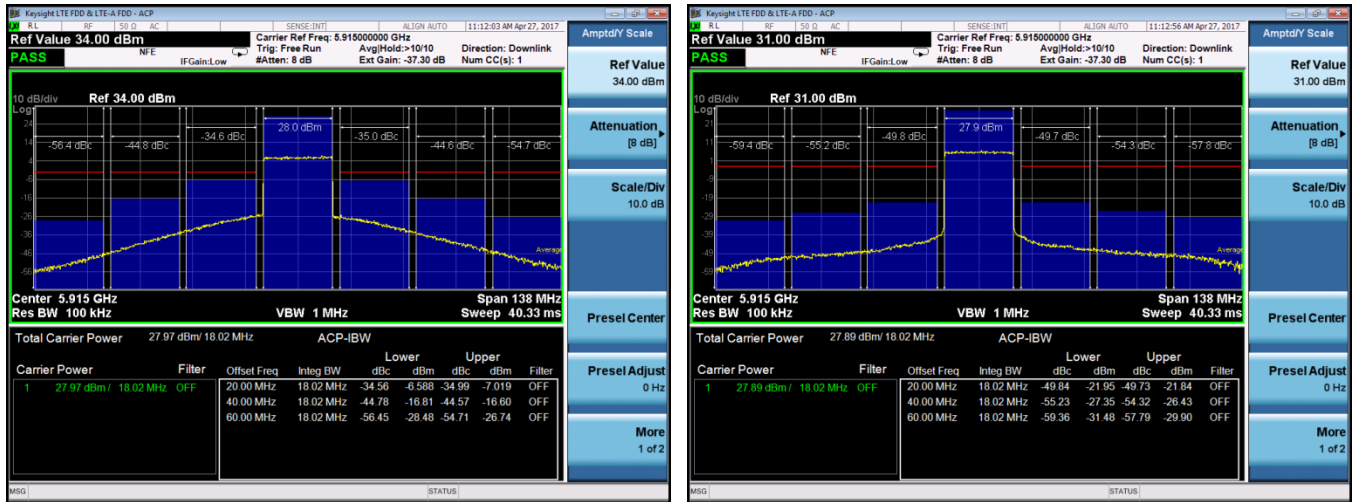 Keysight LTE FDD & LTE-A FDD - ACP
RL RF 50 Ω AC SENSE:INT ALIGN AUTO 11:12:03 AM Apr 27, 2017
Ref Value 34.00 dBm
Carrier Ref Freq: 5.915000000 GHz
PASS NFE Trig: Free Run Avg|Hold:>10/10 Direction: Downlink
IFGain:Low #Atten: 8 dB Ext Gain: -37.30 dB Num CC(s): 1
10 dB/div Ref 34.00 dBm
Log
24
14
4
-6
-16
-26
-36
-46
-56
-56.4 dBc -44.8 dBc -34.6 dBc 28.0 dBm -35.0 dBc -44.6 dBc -54.7 dBc
Average
Center 5.915 GHz Span 138 MHz
Res BW 100 kHz VBW 1 MHz Sweep 40.33 ms
Total Carrier Power 27.97 dBm/ 18.02 MHz ACP-IBW
Lower Upper
Carrier Power Filter Offset Freq Integ BW dBc dBm dBc dBm Filter
1 27.97 dBm / 18.02 MHz OFF 20.00 MHz 18.02 MHz -34.56 -6.588 -34.99 -7.019 OFF
40.00 MHz 18.02 MHz -44.78 -16.81 -44.57 -16.60 OFF
60.00 MHz 18.02 MHz -56.45 -28.48 -54.71 -26.74 OFF
MSG STATUS
Amptd/Y Scale
Ref Value
34.00 dBm
Attenuation
[8 dB]
Scale/Div
10.0 dB
Presel Center
Presel Adjust
0 Hz
More
1 of 2
Keysight LTE FDD & LTE-A FDD - ACP
RL RF 50 Ω AC SENSE:INT ALIGN AUTO 11:12:56 AM Apr 27, 2017
Ref Value 31.00 dBm
Carrier Ref Freq: 5.915000000 GHz
PASS NFE Trig: Free Run Avg|Hold:>10/10 Direction: Downlink
IFGain:Low #Atten: 8 dB Ext Gain: -37.30 dB Num CC(s): 1
10 dB/div Ref 31.00 dBm
Log
21
11
1
-9
-19
-29
-39
-49
-59
-59.4 dBc -55.2 dBc -49.8 dBc 27.9 dBm -49.7 dBc -54.3 dBc -57.8 dBc
Average
Center 5.915 GHz Span 138 MHz
Res BW 100 kHz VBW 1 MHz Sweep 40.33 ms
Total Carrier Power 27.89 dBm/ 18.02 MHz ACP-IBW
Lower Upper
Carrier Power Filter Offset Freq Integ BW dBc dBm dBc dBm Filter
1 27.89 dBm / 18.02 MHz OFF 20.00 MHz 18.02 MHz -49.84 -21.95 -49.73 -21.84 OFF
40.00 MHz 18.02 MHz -55.23 -27.35 -54.32 -26.43 OFF
60.00 MHz 18.02 MHz -59.36 -31.48 -57.79 -29.90 OFF
MSG STATUS
Amptd/Y Scale
Ref Value
31.00 dBm
Attenuation
[8 dB]
Scale/Div
10.0 dB
Presel Center
Presel Adjust
0 Hz
More
1 of 2